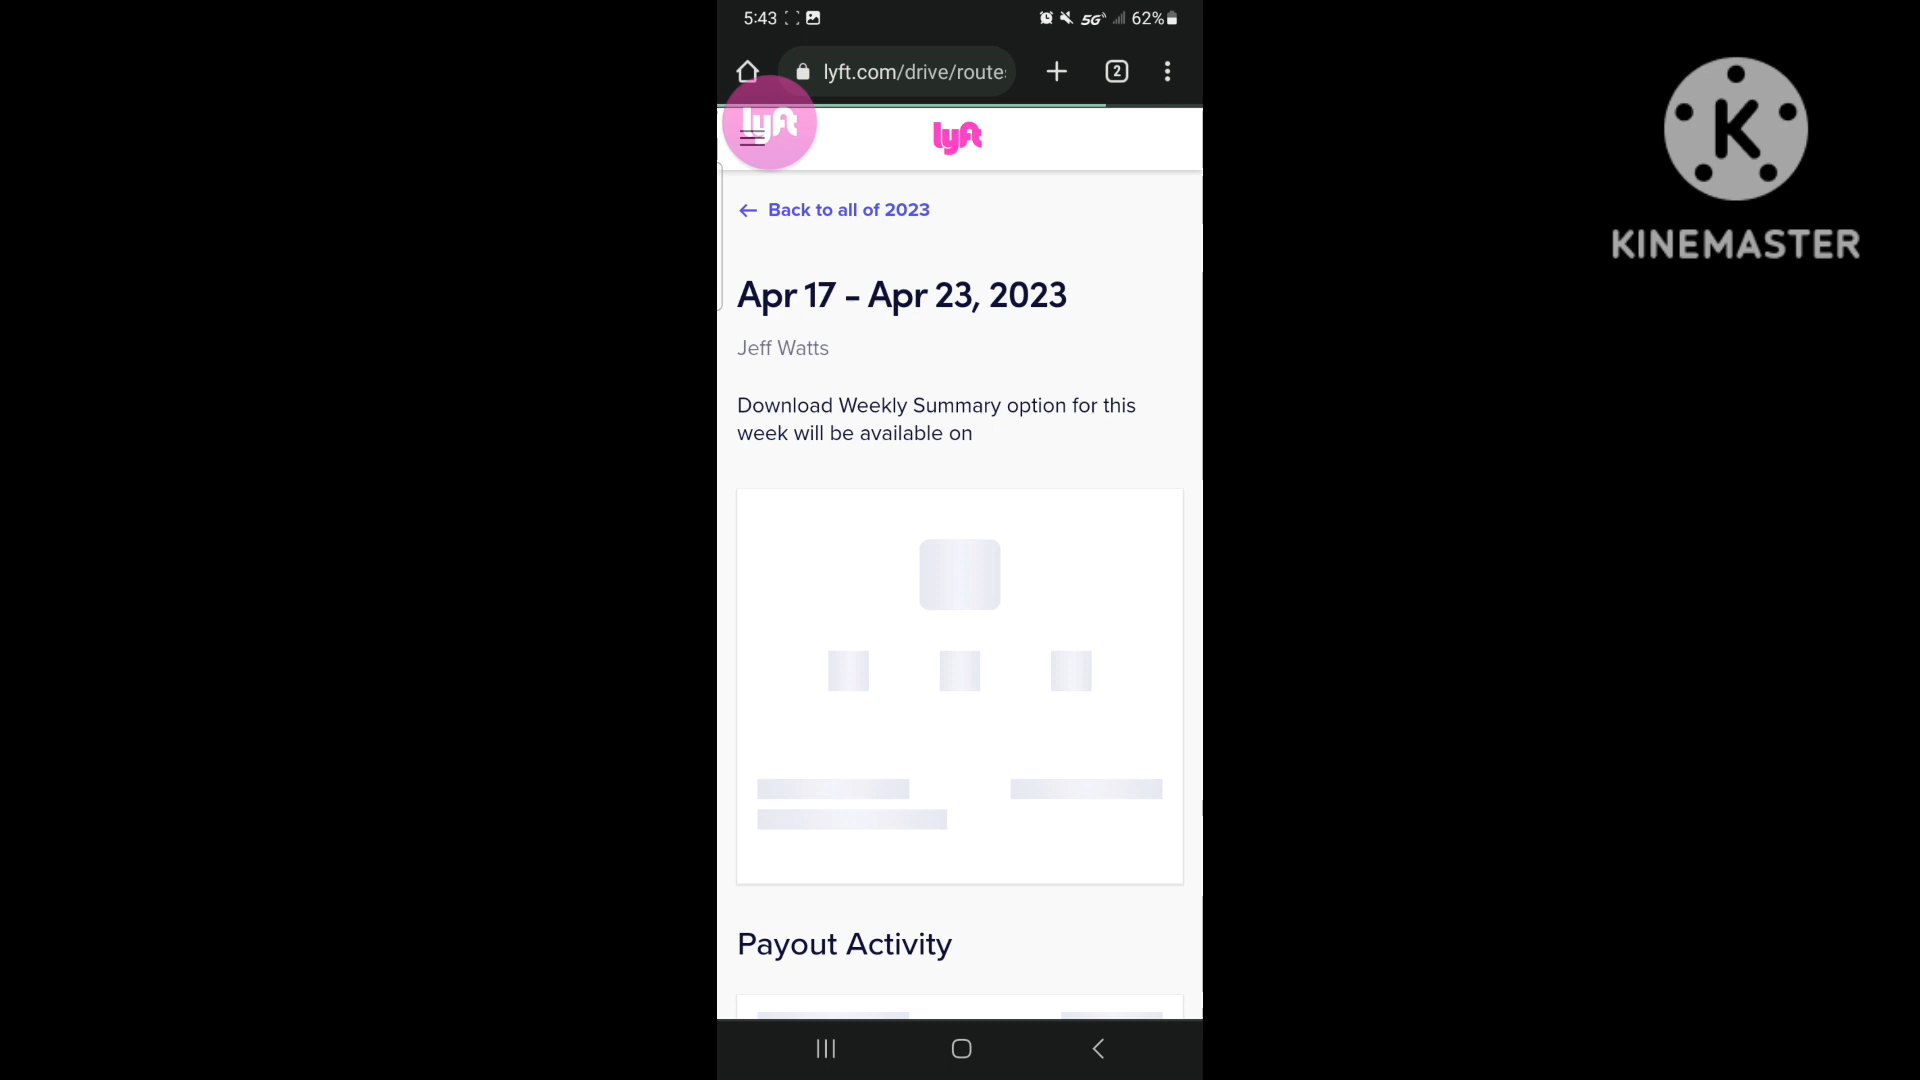 5:43
5G
62%
lyft.com/drive/route
2
lyft
lyft
Back to all of 2023
Apr 17 – Apr 23, 2023
Jeff Watts
Download Weekly Summary option for this
week will be available on
Payout Activity
K
KINEMASTER